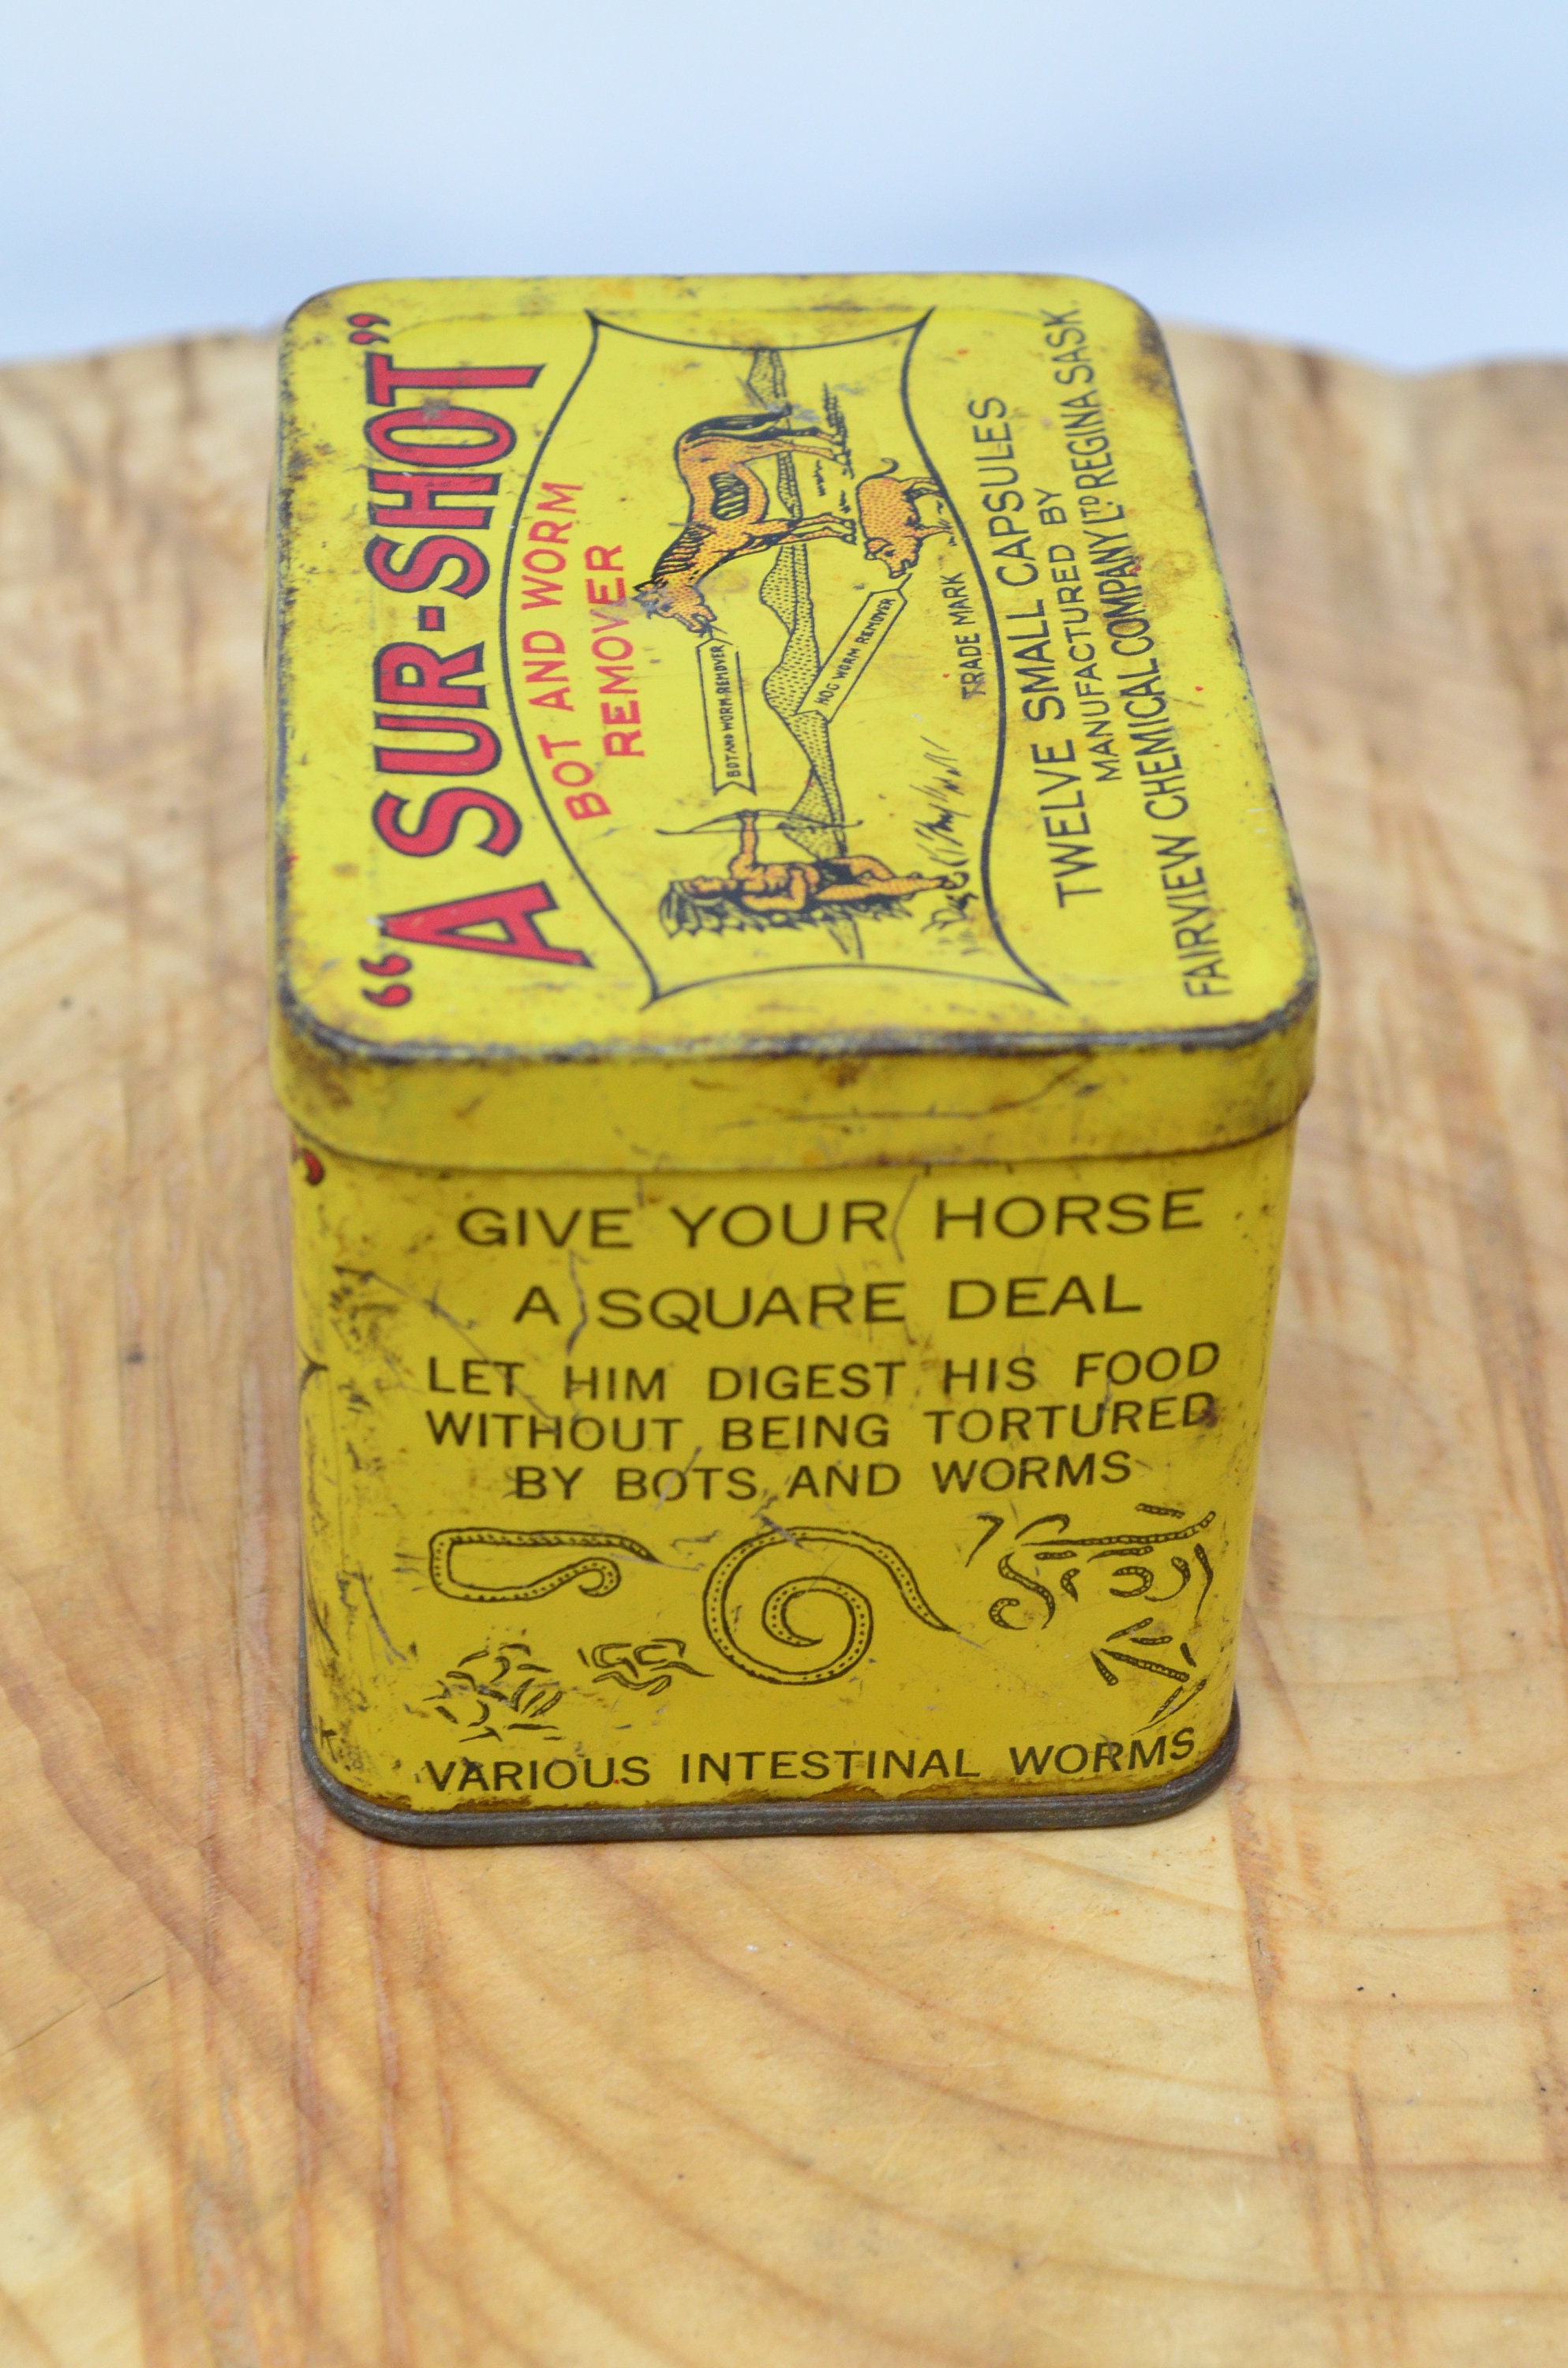 “A SUR-SHOT”
BOT AND WORM
REMOVER
BOT AND WORM REMOVER
HOG WORM REMOVER
TRADE MARK
TWELVE SMALL CAPSULES
MANUFACTURED BY
FAIRVIEW CHEMICAL COMPANY LTD REGINA SASK.
GIVE YOUR HORSE
A SQUARE DEAL
LET HIM DIGEST HIS FOOD
WITHOUT BEING TORTURED
BY BOTS AND WORMS
VARIOUS INTESTINAL WORMS